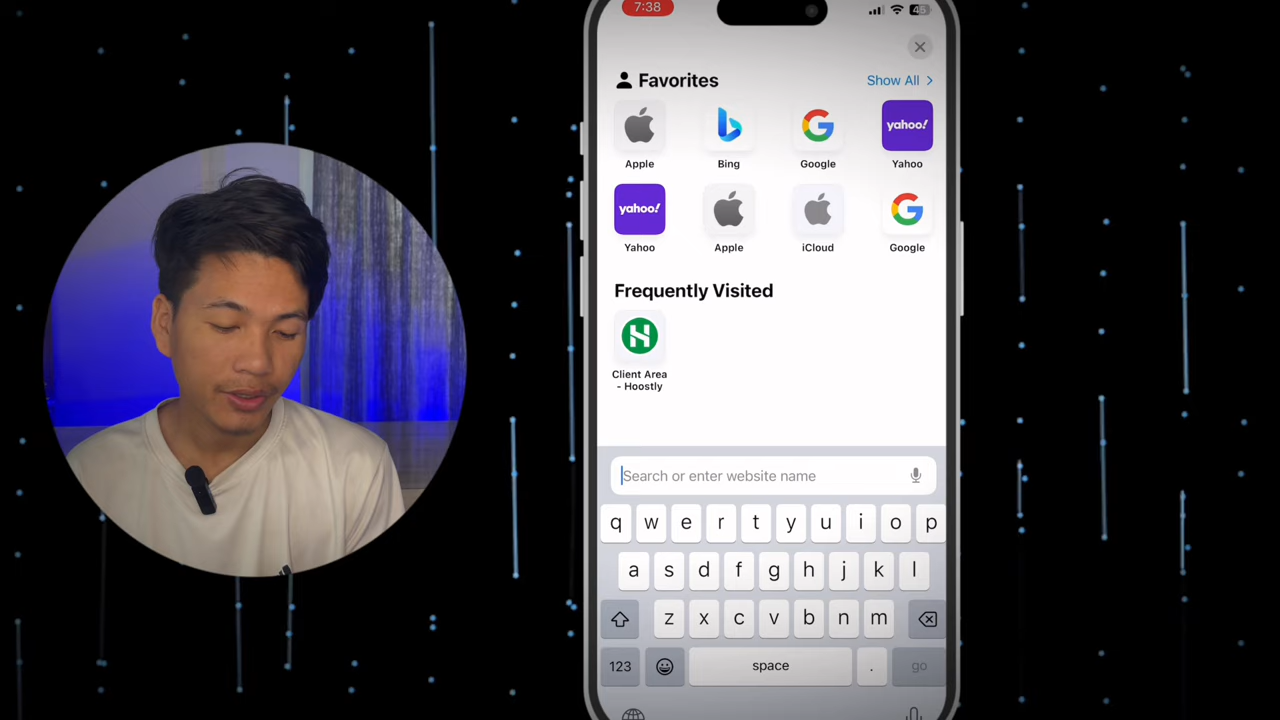 7:38
45
Favorites
Show All >
yahoo!
Apple
Bing
Google
Yahoo
yahoo!
Yahoo
Apple
iCloud
Google
Frequently Visited
Client Area
- Hoostly
Search or enter website name
q w e r t y u i o p
a s d f g h j k l
z x c v b n m
123
space
.
go